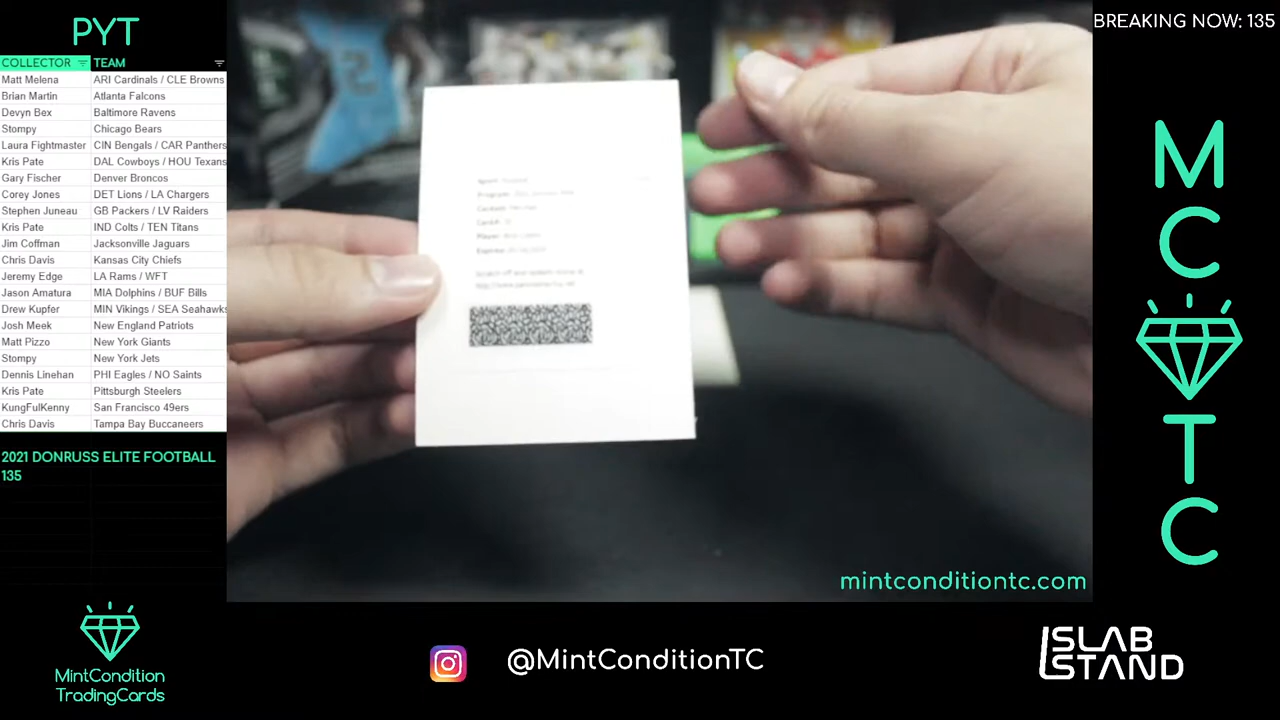 PYT
COLLECTOR TEAM
Matt Melena ARI Cardinals / CLE Browns
Brian Martin Atlanta Falcons
Devyn Bex Baltimore Ravens
Stompy Chicago Bears
Laura Fightmaster CIN Bengals / CAR Panthers
Kris Pate DAL Cowboys / HOU Texans
Gary Fischer Denver Broncos
Corey Jones DET Lions / LA Chargers
Stephen Juneau GB Packers / LV Raiders
Kris Pate IND Colts / TEN Titans
Jim Coffman Jacksonville Jaguars
Chris Davis Kansas City Chiefs
Jeremy Edge LA Rams / WFT
Jason Amatura MIA Dolphins / BUF Bills
Drew Kupfer MIN Vikings / SEA Seahawks
Josh Meek New England Patriots
Matt Pizzo New York Giants
Stompy New York Jets
Dennis Linehan PHI Eagles / NO Saints
Kris Pate Pittsburgh Steelers
KungFulKenny San Francisco 49ers
Chris Davis Tampa Bay Buccaneers
2021 DONRUSS ELITE FOOTBALL
135
BREAKING NOW: 135
MC
TC
mintconditiontc.com
MintCondition
TradingCards
@MintConditionTC
SLAB
STAND